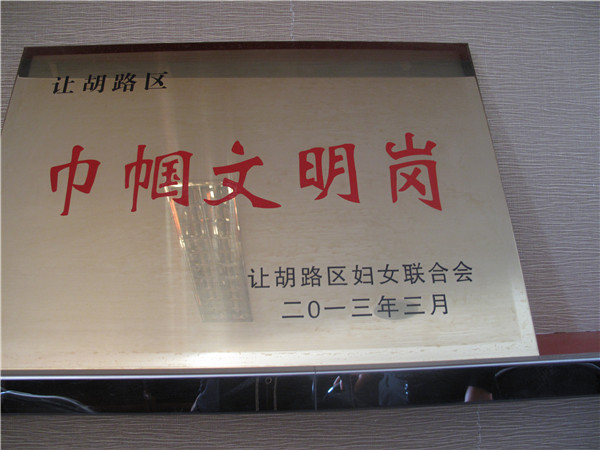 让胡路区
巾帼文明岗
让胡路区妇女联合会
二0一三年三月